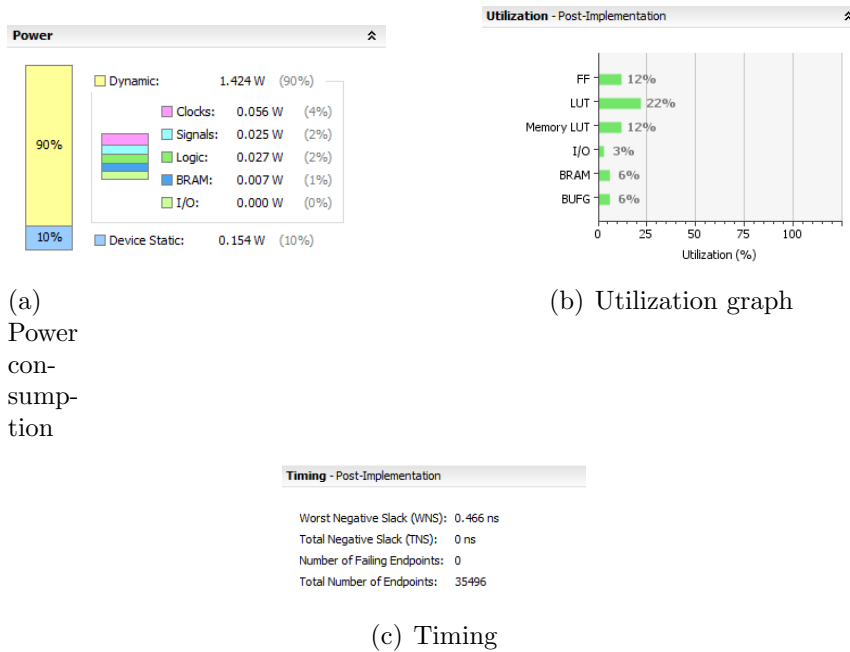 Power
90%
10%
Dynamic: 1.424 W (90%)
Clocks: 0.056 W (4%)
Signals: 0.025 W (2%)
Logic: 0.027 W (2%)
BRAM: 0.007 W (1%)
I/O: 0.000 W (0%)
Device Static: 0.154 W (10%)
(a)
Power
con-
sump-
tion
Utilization - Post-Implementation
FF 12%
LUT 22%
Memory LUT 12%
I/O 3%
BRAM 6%
BUFG 6%
0 25 50 75 100
Utilization (%)
(b) Utilization graph
Timing - Post-Implementation
Worst Negative Slack (WNS): 0.466 ns
Total Negative Slack (TNS): 0 ns
Number of Failing Endpoints: 0
Total Number of Endpoints: 35496
(c) Timing